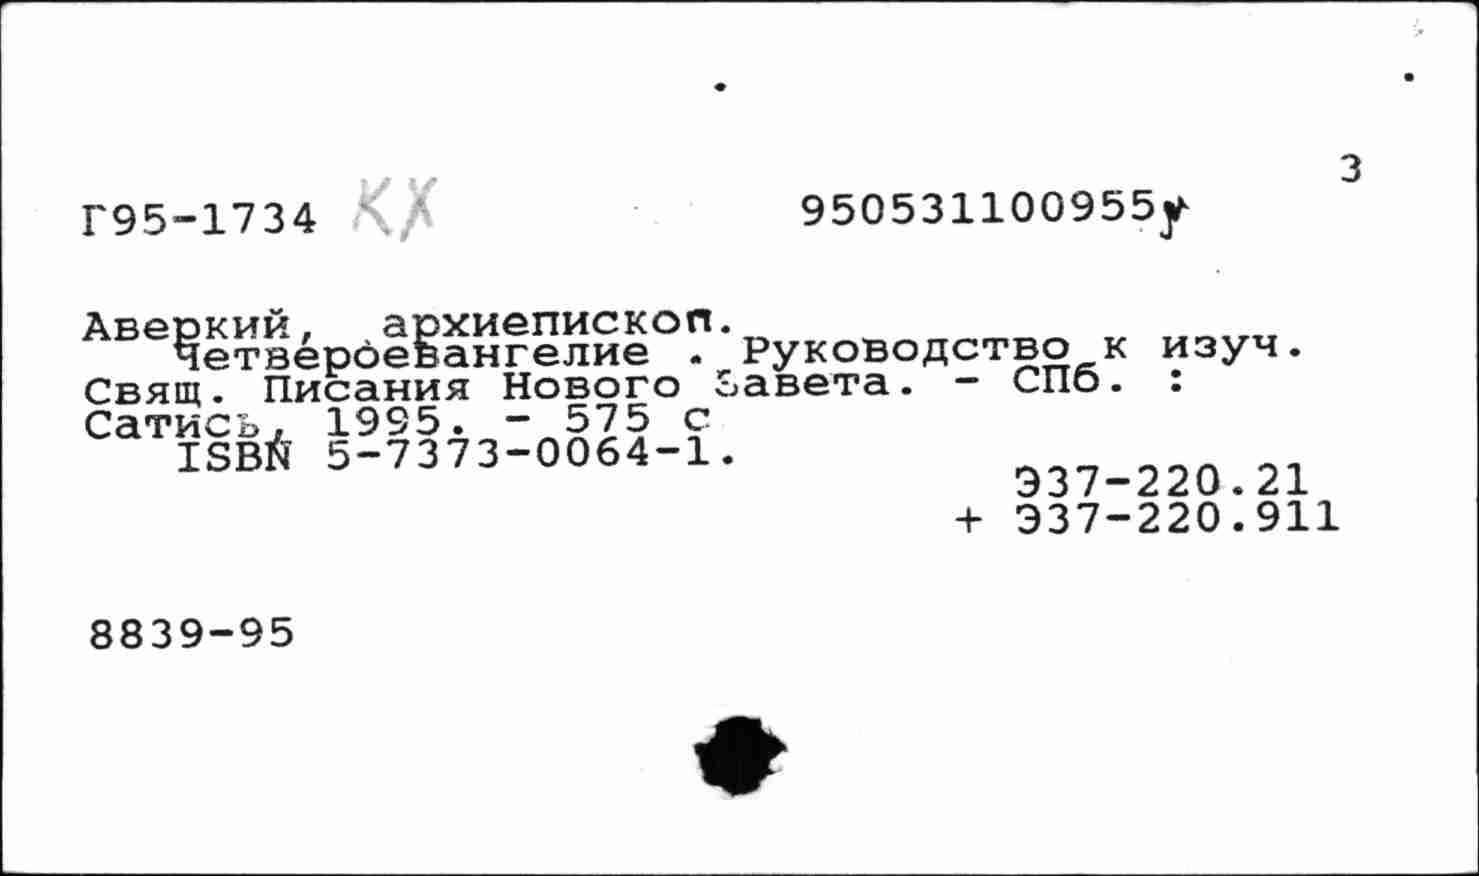 3
Г95-1734 КХ 950531100955у
Аверкий, архиепископ.
Четвероевангелие . Руководство к изуч.
Свящ. Писания Нового Завета. - СПб. :
Сатисъ, 1995. - 575 с
ISBN 5-7373-0064-1.
Э37-220.21
+ Э37-220.911
8839-95